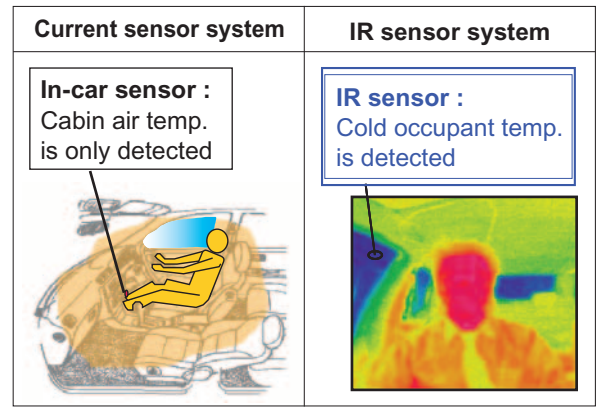 Current sensor system
IR sensor system
In-car sensor :
Cabin air temp.
is only detected
IR sensor :
Cold occupant temp.
is detected